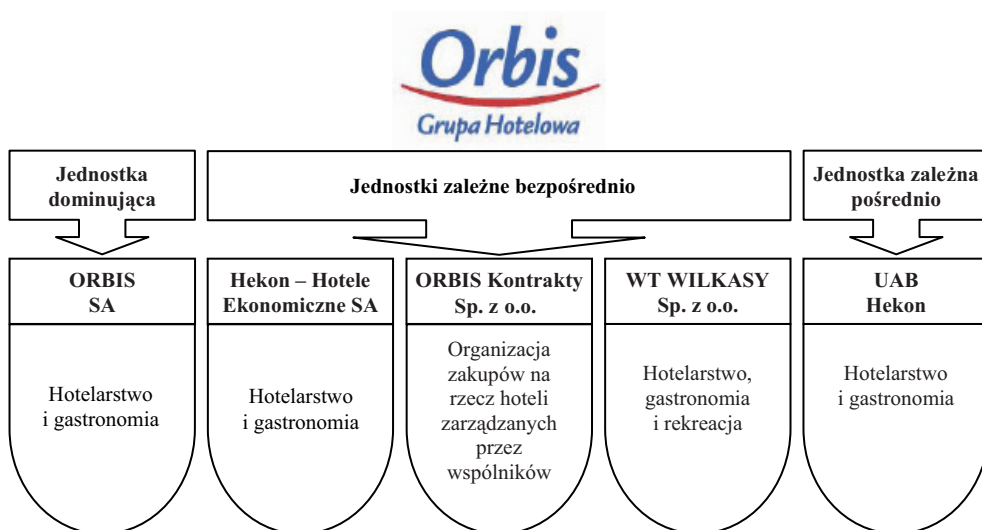 Orbis
Grupa Hotelowa
Jednostka
dominująca
Jednostki zależne bezpośrednio
Jednostka zależna
pośrednio
ORBIS
SA
Hekon – Hotele
Ekonomiczne SA
ORBIS Kontrakty
Sp. z o.o.
WT WILKASY
Sp. z o.o.
UAB
Hekon
Hotelarstwo
i gastronomia
Hotelarstwo
i gastronomia
Organizacja
zakupów na
rzecz hoteli
zarządzanych
przez
wspólników
Hotelarstwo,
gastronomia
i rekreacja
Hotelarstwo
i gastronomia